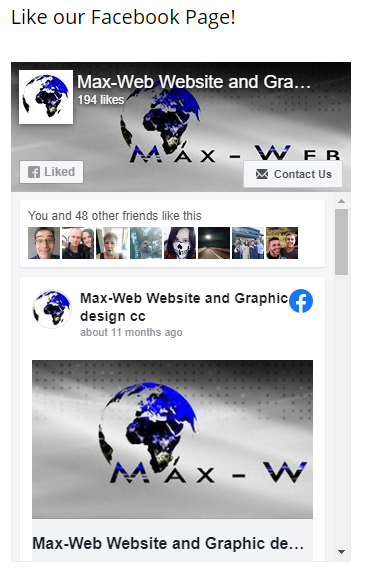 Like our Facebook Page!
Max-Web Website and Gra...
194 likes
MAX - WEB
Liked
Contact Us
You and 48 other friends like this
Max-Web Website and Graphic
design cc
about 11 months ago
MAX - W
Max-Web Website and Graphic de...